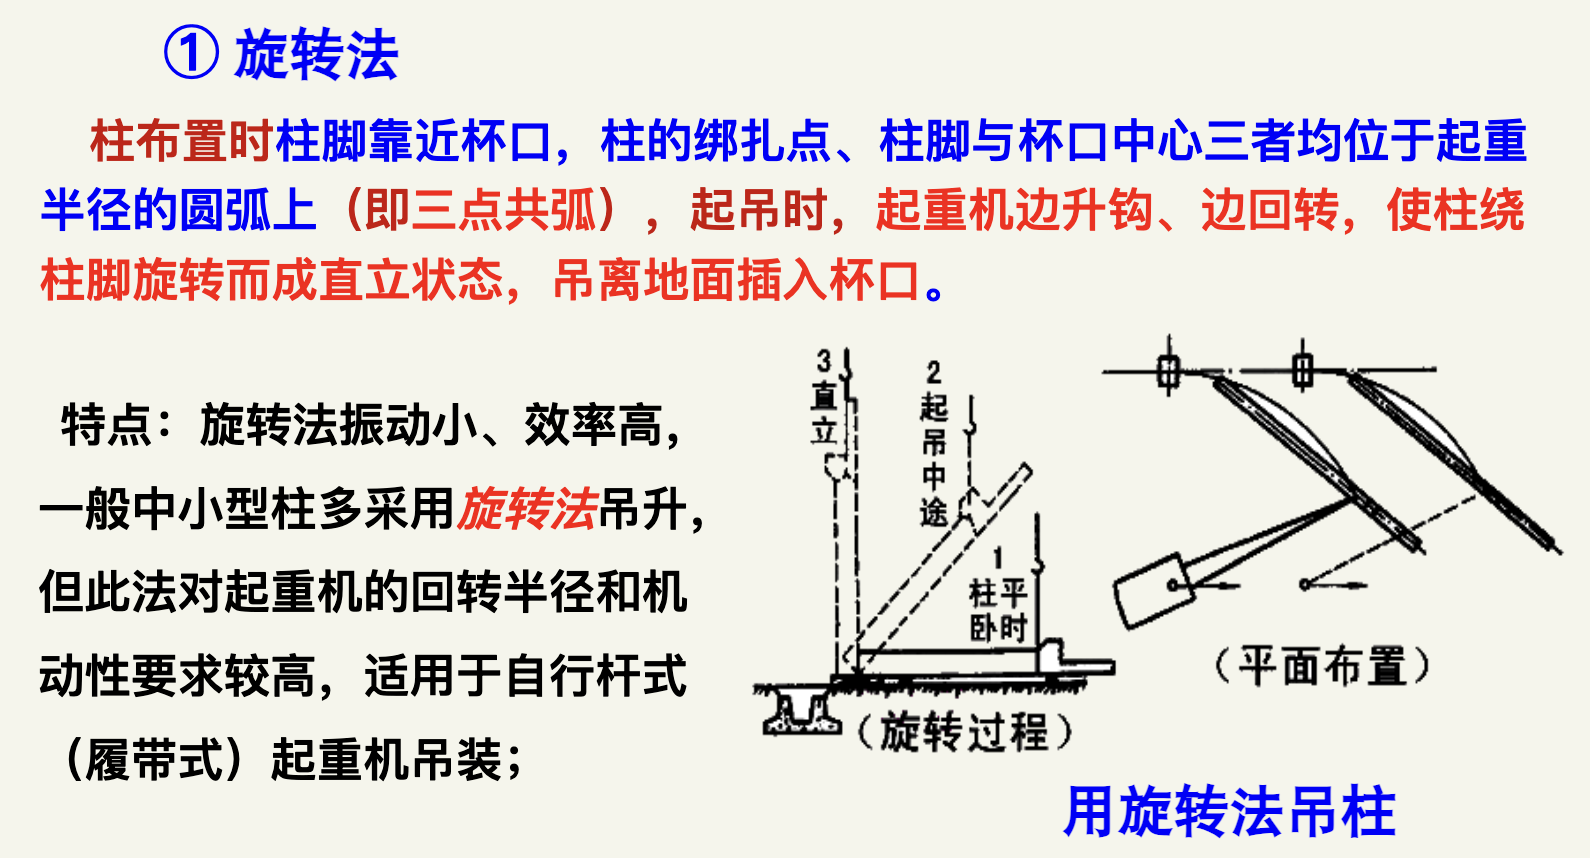 ① 旋转法
柱布置时柱脚靠近杯口，柱的绑扎点、柱脚与杯口中心三者均位于起重
半径的圆弧上（即三点共弧），起吊时，起重机边升钩、边回转，使柱绕
柱脚旋转而成直立状态，吊离地面插入杯口。
特点：旋转法振动小、效率高，
一般中小型柱多采用旋转法吊升，
但此法对起重机的回转半径和机
动性要求较高，适用于自行杆式
（履带式）起重机吊装；
3
直
立
2
起
吊
中
途
1
柱平
卧时
（旋转过程）
（平面布置）
用旋转法吊柱